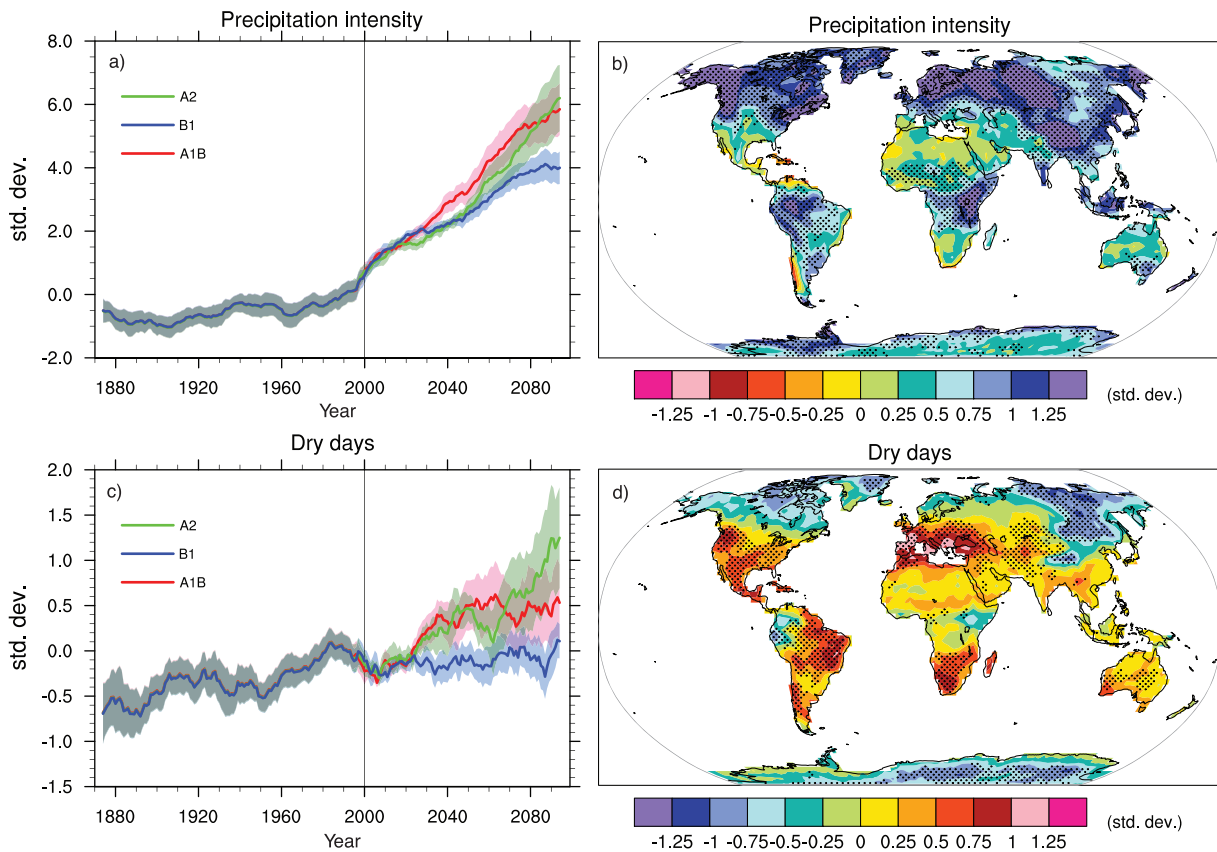 Precipitation intensity
a)
8.0
6.0
4.0
2.0
0.0
-2.0
std. dev.
A2
B1
A1B
1880 1920 1960 2000 2040 2080
Year
Precipitation intensity
b)
-1.25 -1 -0.75 -0.5 -0.25 0 0.25 0.5 0.75 1 1.25
(std. dev.)
Dry days
c)
2.0
1.5
1.0
0.5
0.0
-0.5
-1.0
-1.5
std. dev.
A2
B1
A1B
1880 1920 1960 2000 2040 2080
Year
Dry days
d)
-1.25 -1 -0.75 -0.5 -0.25 0 0.25 0.5 0.75 1 1.25
(std. dev.)